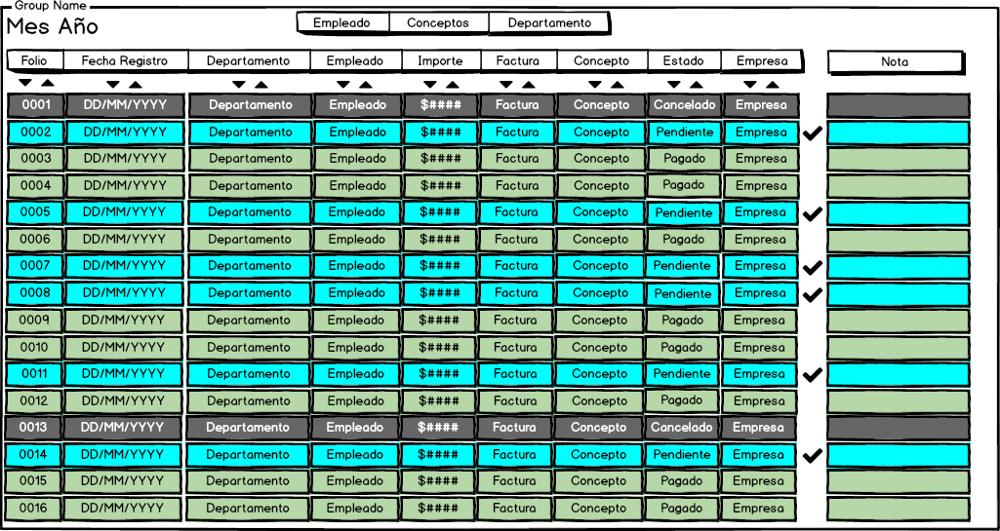 Group Name
Mes Año
Empleado Conceptos Departamento
Folio Fecha Registro Departamento Empleado Importe Factura Concepto Estado Empresa Nota
0001 DD/MM/YYYY Departamento Empleado $#### Factura Concepto Cancelado Empresa
0002 DD/MM/YYYY Departamento Empleado $#### Factura Concepto Pendiente Empresa
0003 DD/MM/YYYY Departamento Empleado $#### Factura Concepto Pagado Empresa
0004 DD/MM/YYYY Departamento Empleado $#### Factura Concepto Pagado Empresa
0005 DD/MM/YYYY Departamento Empleado $#### Factura Concepto Pendiente Empresa
0006 DD/MM/YYYY Departamento Empleado $#### Factura Concepto Pagado Empresa
0007 DD/MM/YYYY Departamento Empleado $#### Factura Concepto Pendiente Empresa
0008 DD/MM/YYYY Departamento Empleado $#### Factura Concepto Pendiente Empresa
0009 DD/MM/YYYY Departamento Empleado $#### Factura Concepto Pagado Empresa
0010 DD/MM/YYYY Departamento Empleado $#### Factura Concepto Pagado Empresa
0011 DD/MM/YYYY Departamento Empleado $#### Factura Concepto Pendiente Empresa
0012 DD/MM/YYYY Departamento Empleado $#### Factura Concepto Pagado Empresa
0013 DD/MM/YYYY Departamento Empleado $#### Factura Concepto Cancelado Empresa
0014 DD/MM/YYYY Departamento Empleado $#### Factura Concepto Pendiente Empresa
0015 DD/MM/YYYY Departamento Empleado $#### Factura Concepto Pagado Empresa
0016 DD/MM/YYYY Departamento Empleado $#### Factura Concepto Pagado Empresa